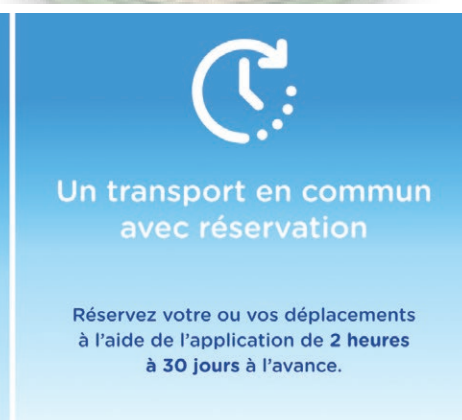 Un transport en commun
avec réservation
Réservez votre ou vos déplacements
à l'aide de l'application de 2 heures
à 30 jours à l'avance.